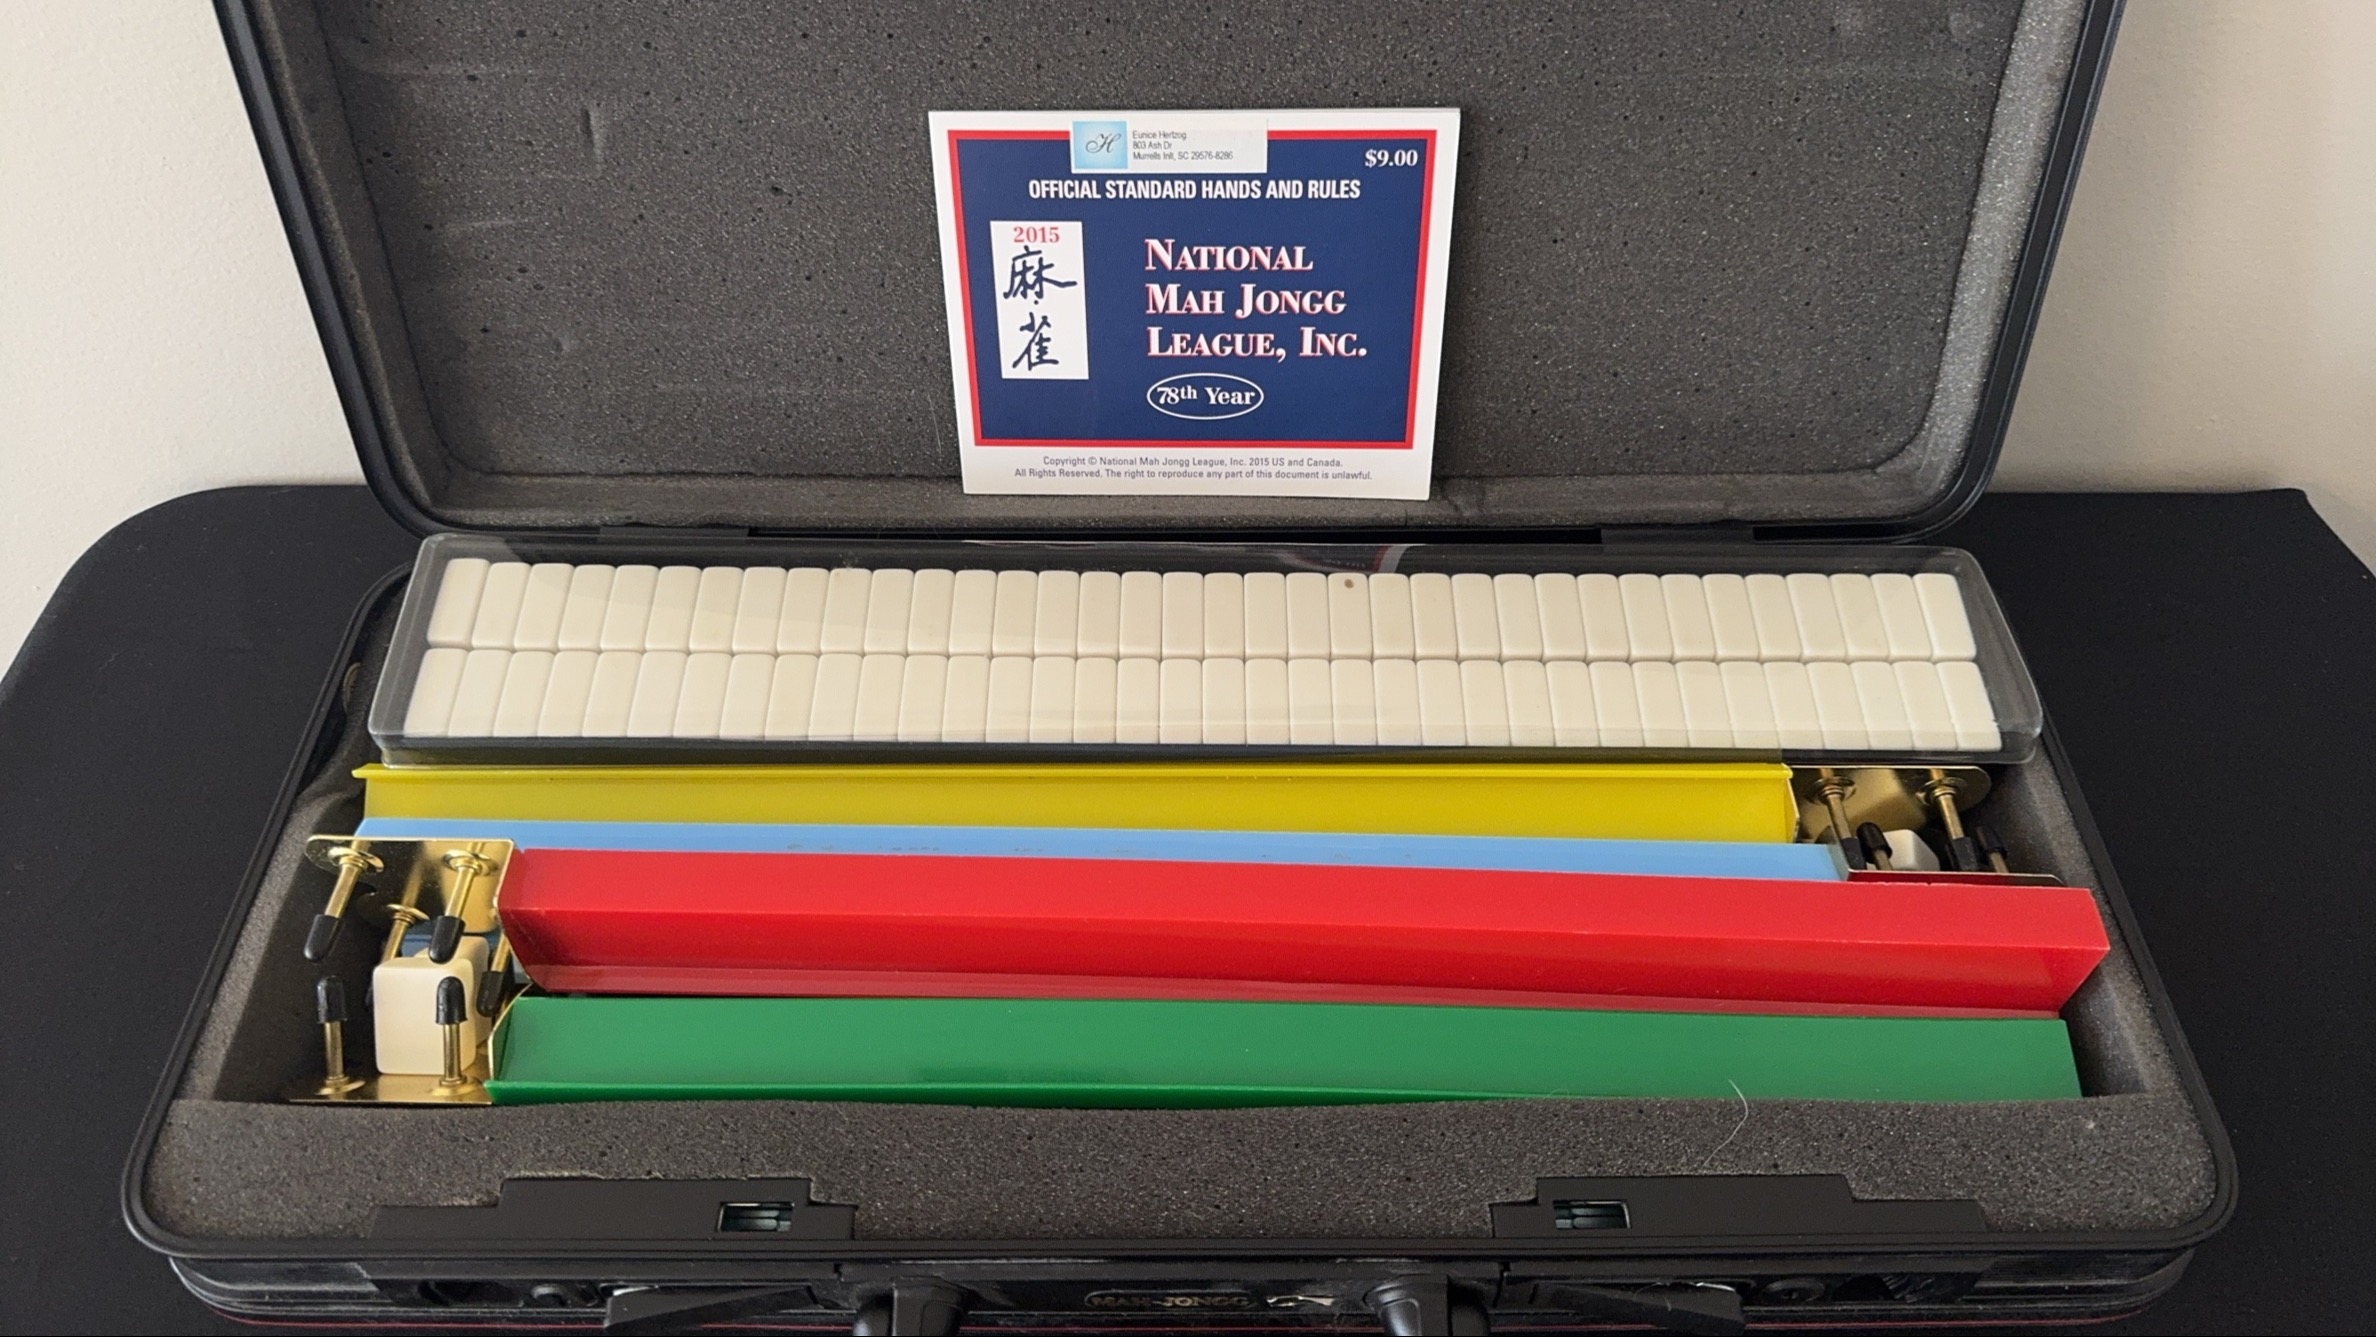 H
Eunice Hertzog
803 Ash Dr
Murrells Inlt, SC 29576-8286
$9.00
OFFICIAL STANDARD HANDS AND RULES
2015
麻雀
NATIONAL
MAH JONGG
LEAGUE, INC.
78th Year
Copyright © National Mah Jongg League, Inc. 2015 US and Canada.
All Rights Reserved. The right to reproduce any part of this document is unlawful.
MAH-JONGG